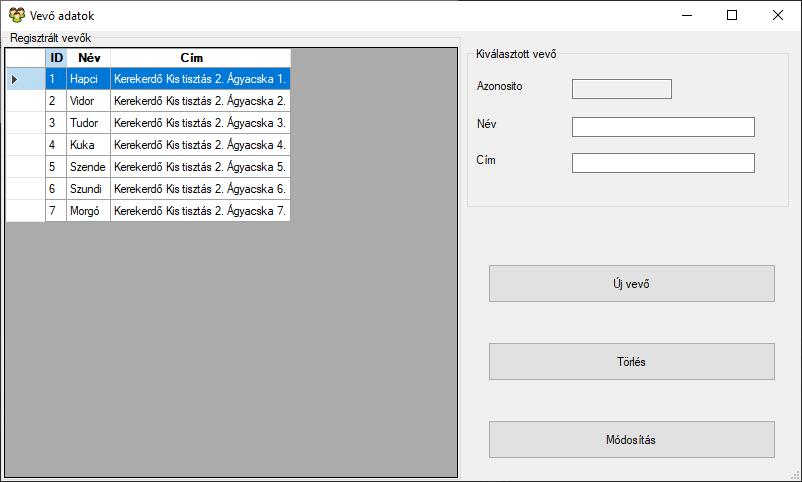 Vevő adatok
Regisztrált vevők
ID Név Cím
1 Hapci Kerekerdő Kis tisztás 2. Ágyacska 1.
2 Vidor Kerekerdő Kis tisztás 2. Ágyacska 2.
3 Tudor Kerekerdő Kis tisztás 2. Ágyacska 3.
4 Kuka Kerekerdő Kis tisztás 2. Ágyacska 4.
5 Szende Kerekerdő Kis tisztás 2. Ágyacska 5.
6 Szundi Kerekerdő Kis tisztás 2. Ágyacska 6.
7 Morgó Kerekerdő Kis tisztás 2. Ágyacska 7.
Kiválasztott vevő
Azonosito
Név
Cím
Új vevő
Törlés
Módosítás